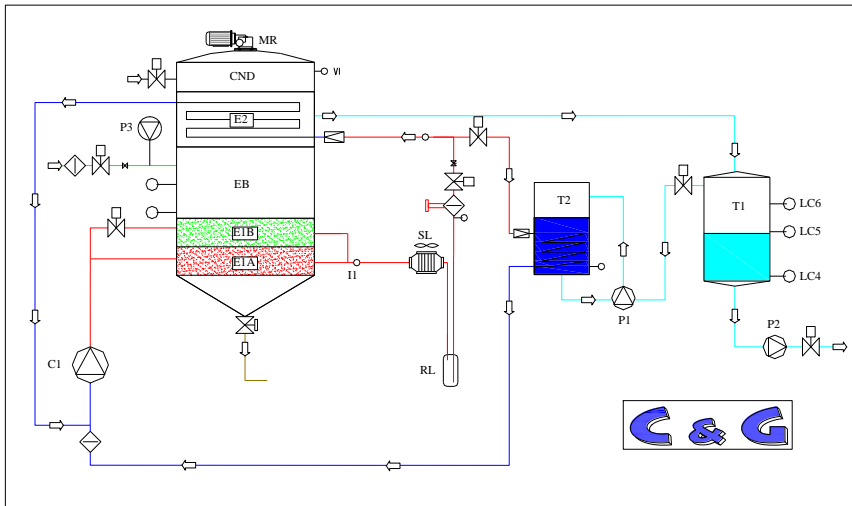 MR
CND
VI
E2
P3
EB
T2
T1
LC6
LC5
LC4
E1B
E1A
SL
I1
P1
P2
C1
RL
C & G